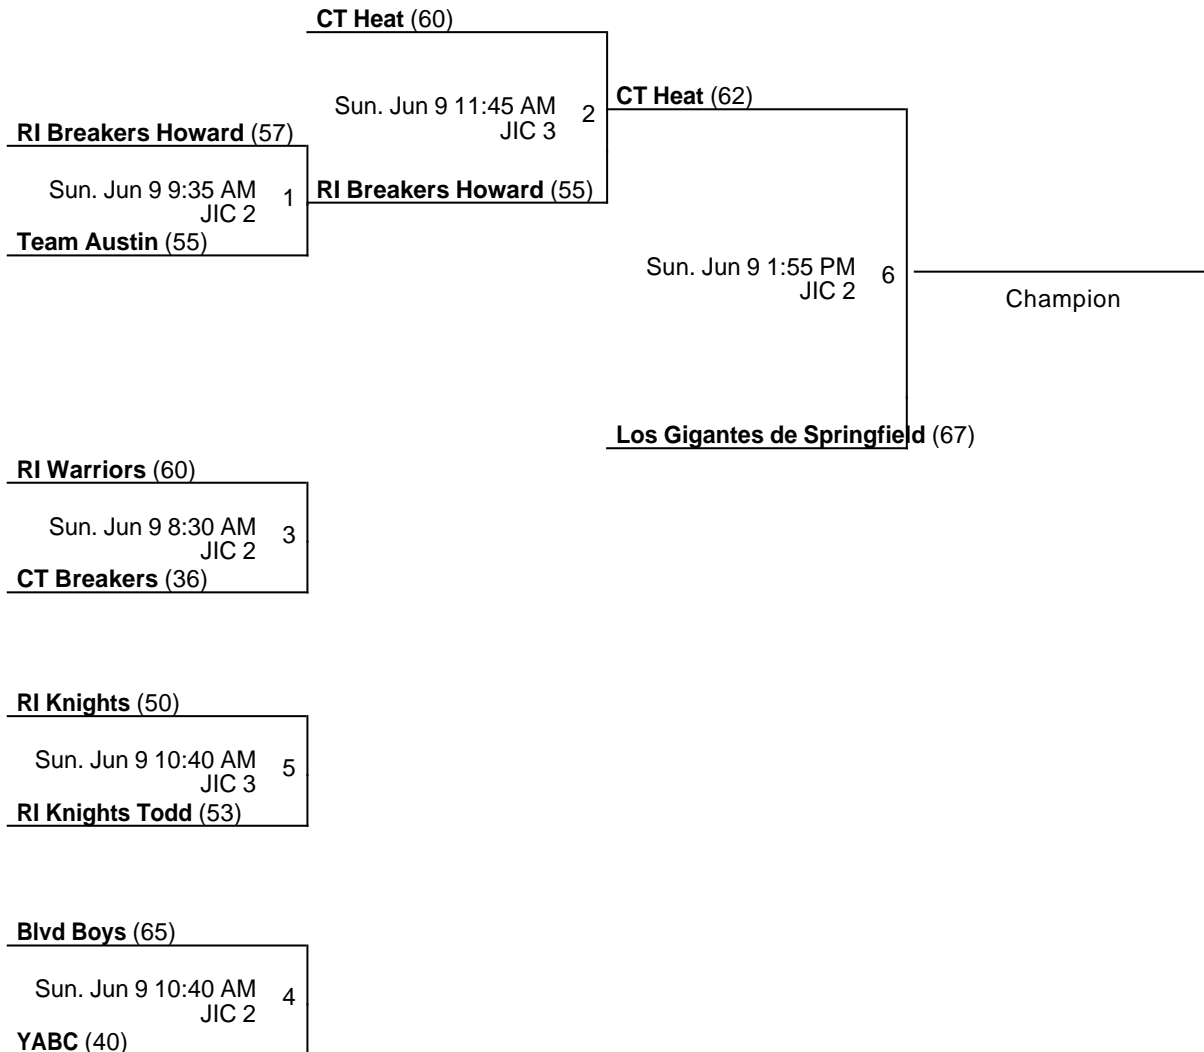 CT Heat (60)
Sun. Jun 9 11:45 AM
JIC 3
2
CT Heat (62)
RI Breakers Howard (57)
Sun. Jun 9 9:35 AM
JIC 2
1
RI Breakers Howard (55)
Team Austin (55)
Sun. Jun 9 1:55 PM
JIC 2
6
Champion
Los Gigantes de Springfield (67)
RI Warriors (60)
Sun. Jun 9 8:30 AM
JIC 2
3
CT Breakers (36)
RI Knights (50)
Sun. Jun 9 10:40 AM
JIC 3
5
RI Knights Todd (53)
Blvd Boys (65)
Sun. Jun 9 10:40 AM
JIC 2
4
YABC (40)